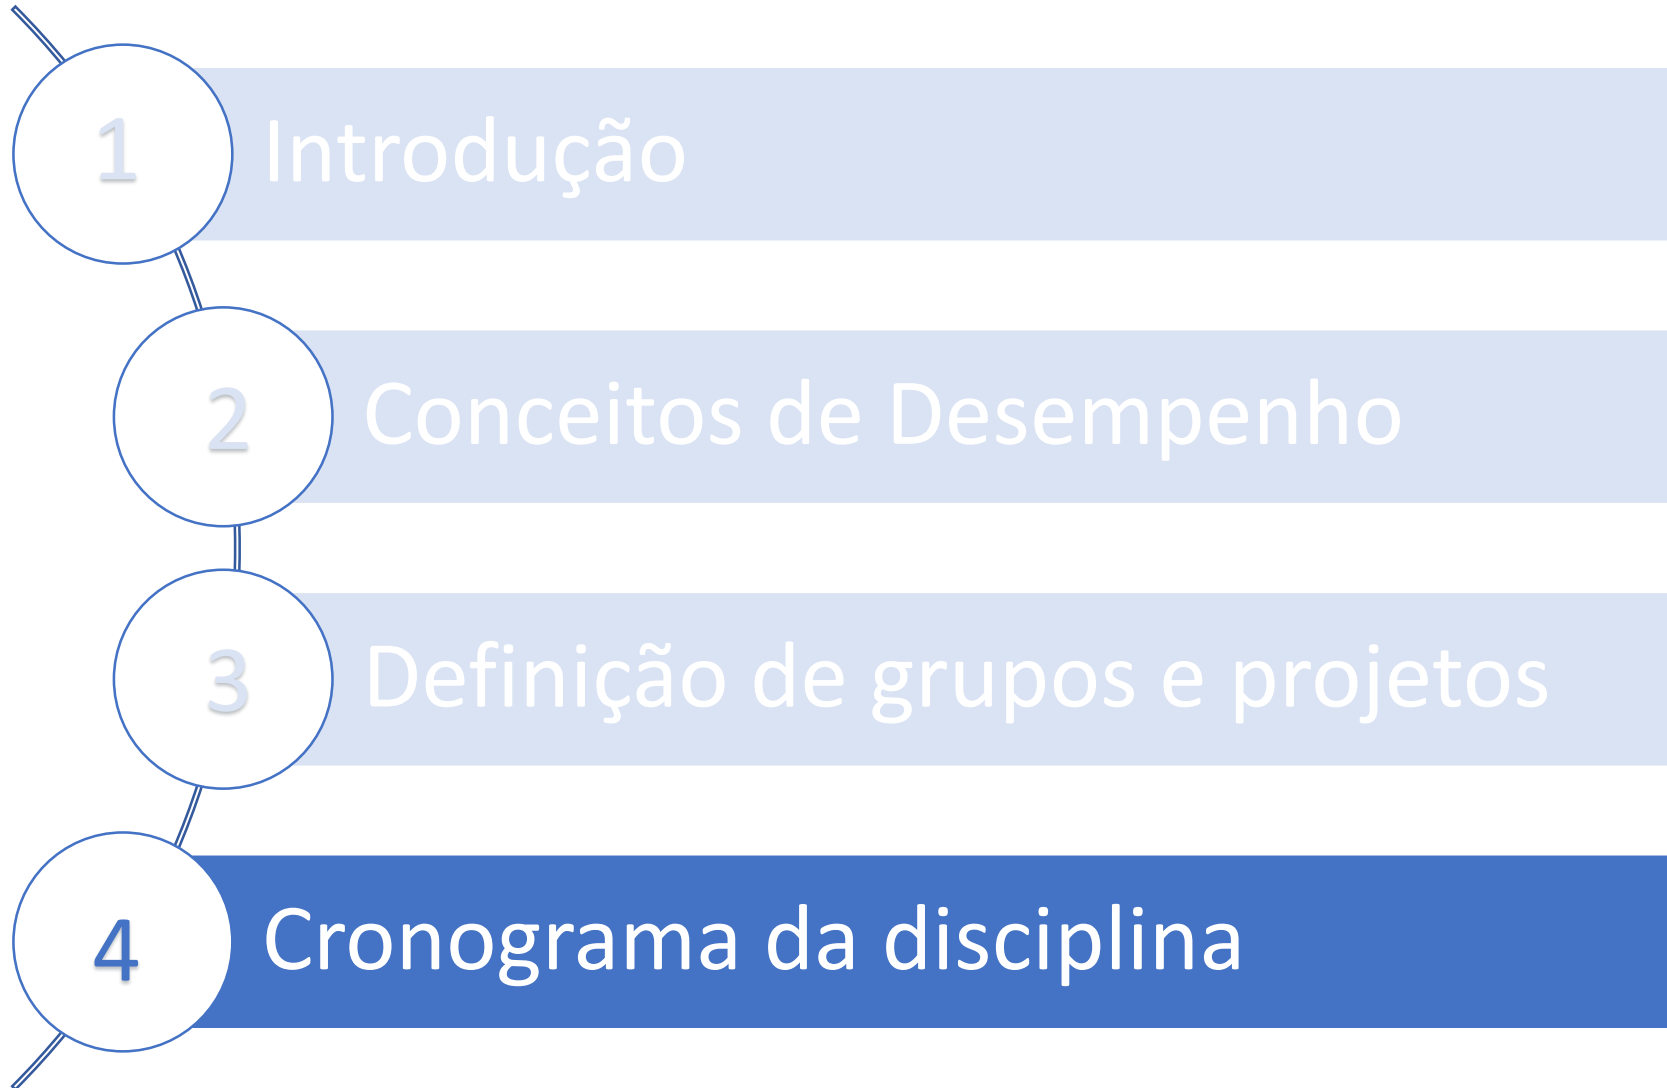 1 Introdução
2 Conceitos de Desempenho
3 Definição de grupos e projetos
4 Cronograma da disciplina